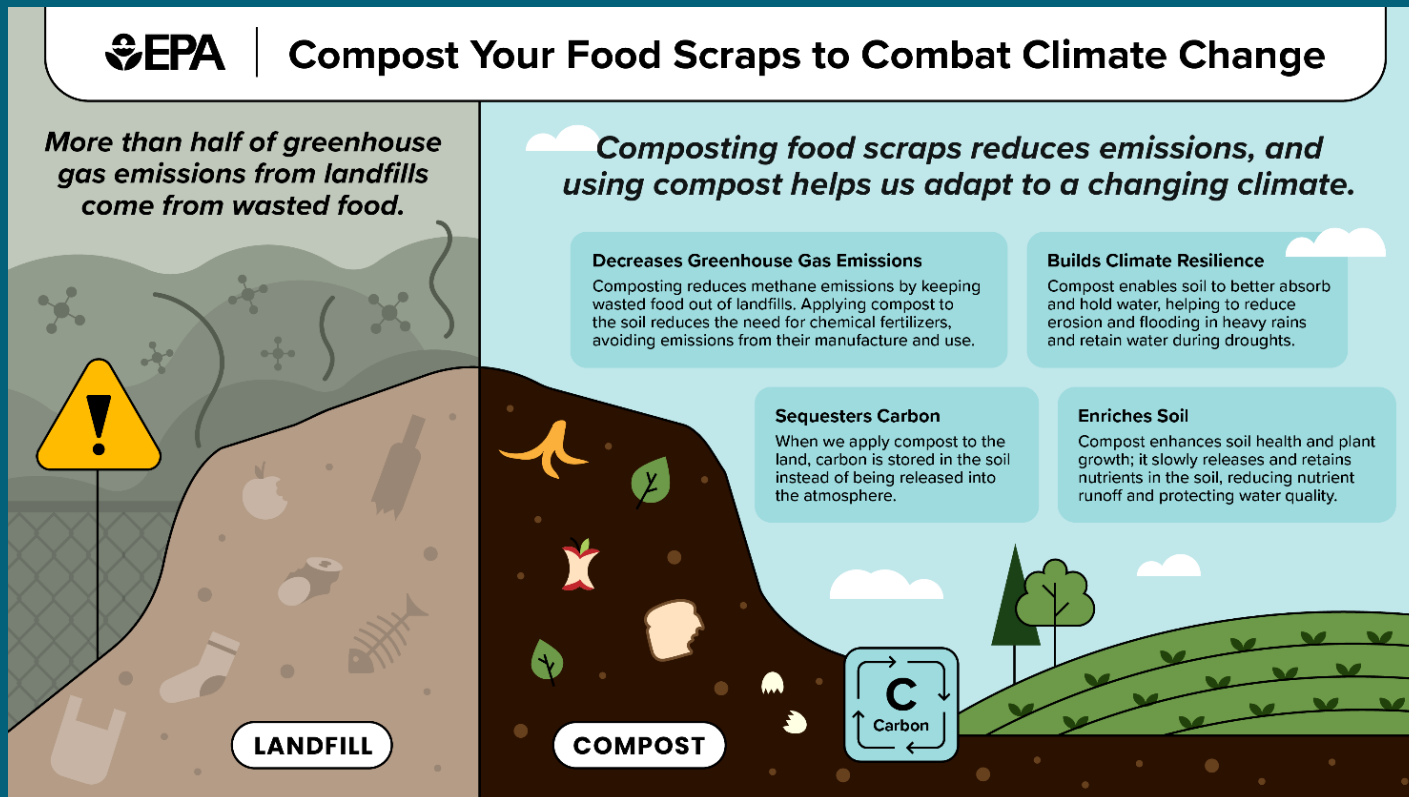 EPA
Compost Your Food Scraps to Combat Climate Change
More than half of greenhouse
gas emissions from landfills
come from wasted food.
Composting food scraps reduces emissions, and
using compost helps us adapt to a changing climate.
Decreases Greenhouse Gas Emissions
Composting reduces methane emissions by keeping
wasted food out of landfills. Applying compost to
the soil reduces the need for chemical fertilizers,
avoiding emissions from their manufacture and use.
Builds Climate Resilience
Compost enables soil to better absorb
and hold water, helping to reduce
erosion and flooding in heavy rains
and retain water during droughts.
Sequesters Carbon
When we apply compost to the
land, carbon is stored in the soil
instead of being released into
the atmosphere.
Enriches Soil
Compost enhances soil health and plant
growth; it slowly releases and retains
nutrients in the soil, reducing nutrient
runoff and protecting water quality.
!
C
Carbon
LANDFILL
COMPOST